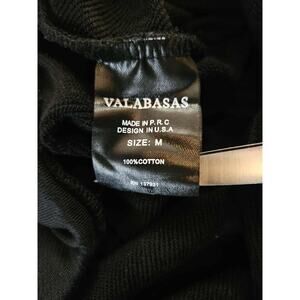 VALABASAS
MADE IN P.R.C
DESIGN IN U.S.A
SIZE: M
100%COTTON